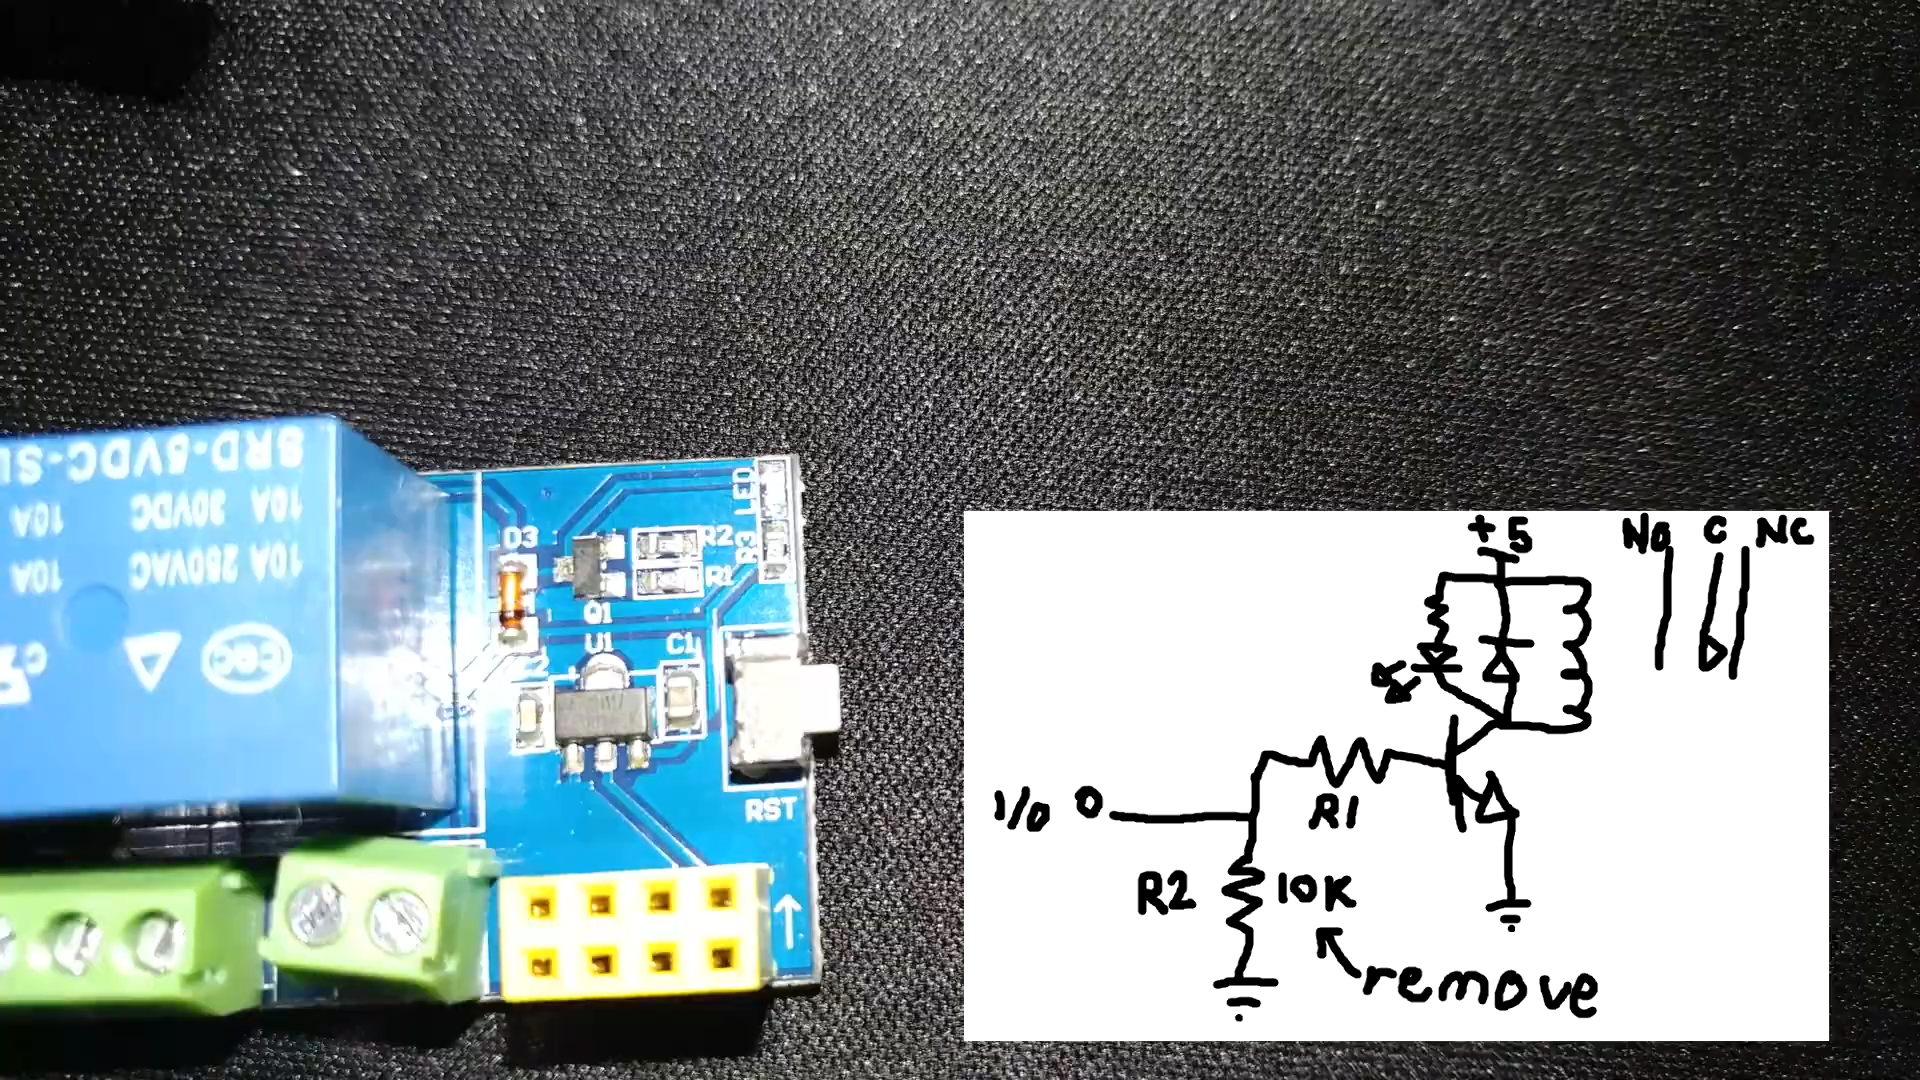 SRD-5VDC-SL
10A 30VDC 10A
10A 250VAC 10A
CQC
LED
D3
R2
R3
R1
Q1
U1
C1
RST
+5
NO C NC
I/O
R1
R2 10K
remove